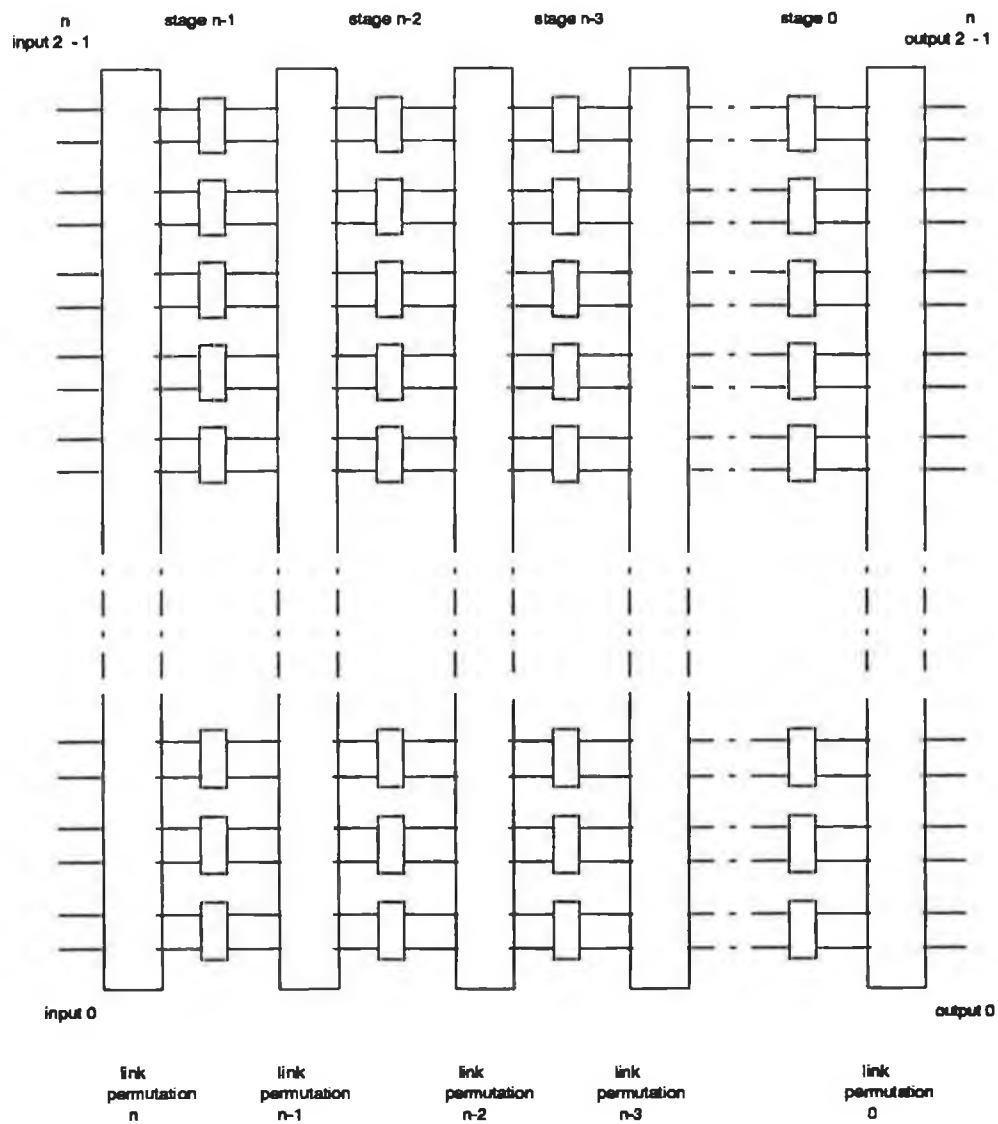 n
input 2 - 1
stage n-1
stage n-2
stage n-3
stage 0
n
output 2 - 1
input 0
output 0
link
permutation
n
link
permutation
n-1
link
permutation
n-2
link
permutation
n-3
link
permutation
0